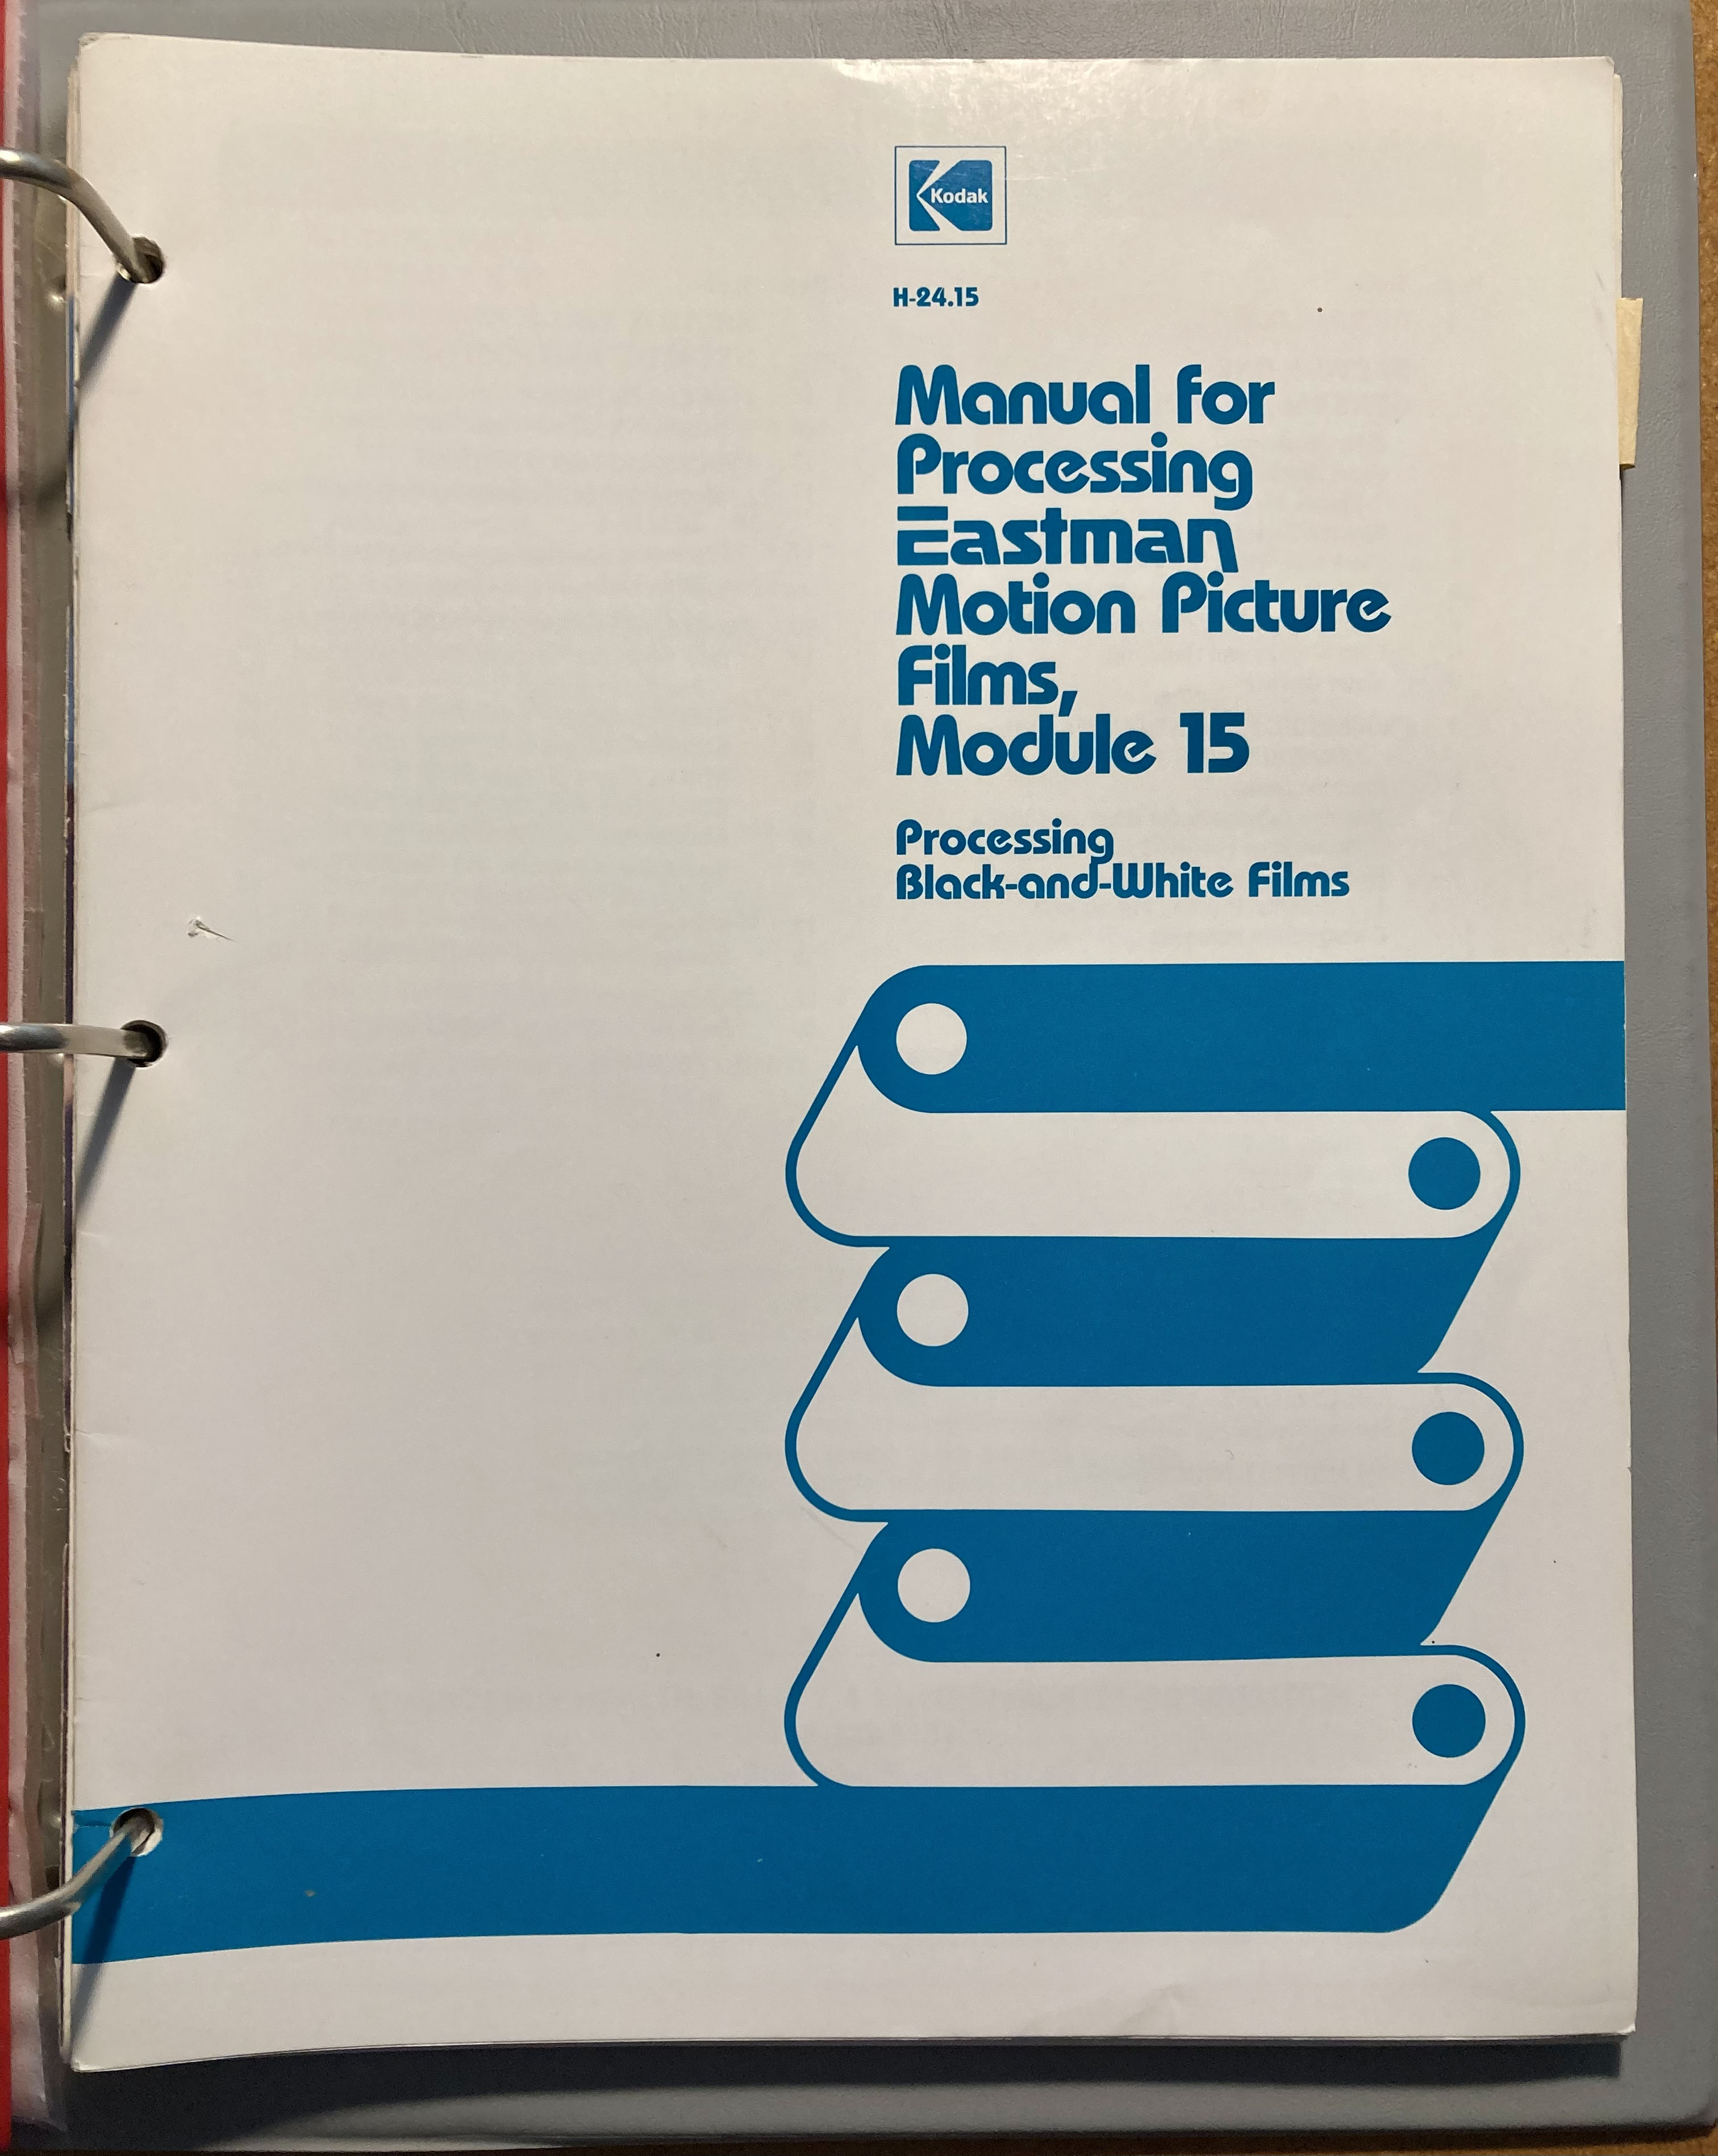 Kodak
H-24.15
Manual for
Processing
Eastman
Motion Picture
Films,
Module 15
Processing
Black-and-White Films